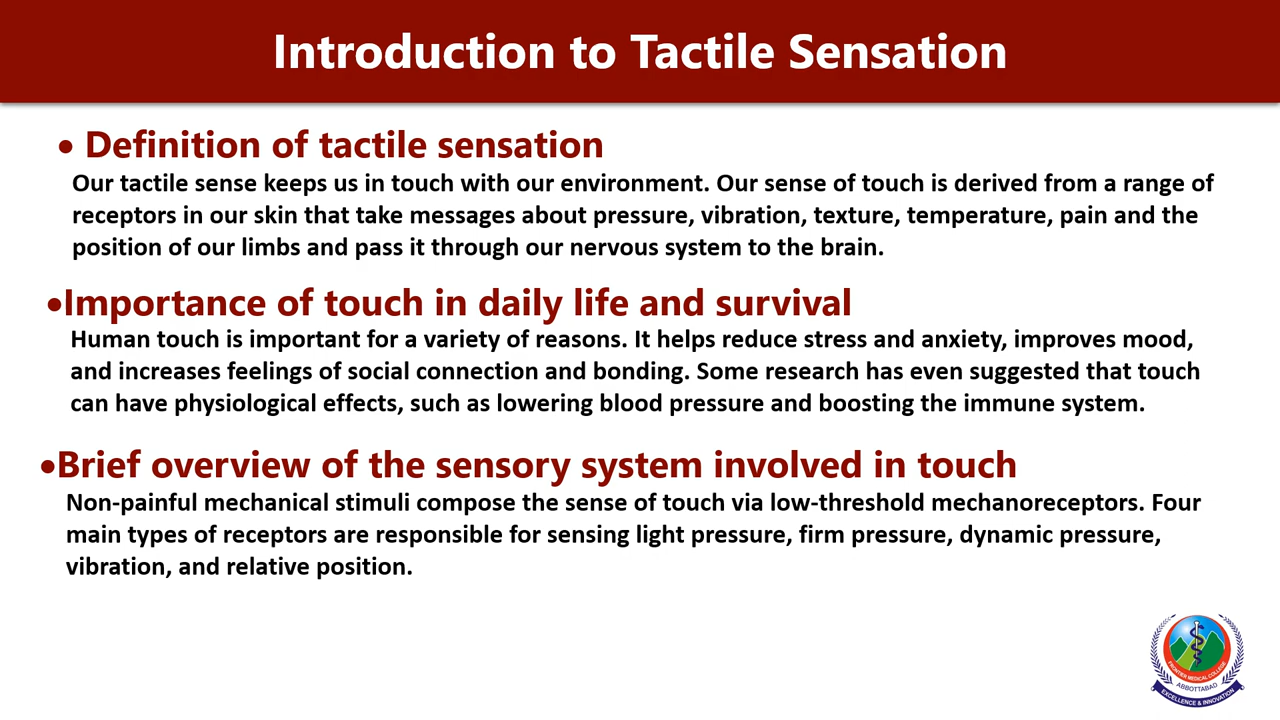 Introduction to Tactile Sensation
• Definition of tactile sensation
Our tactile sense keeps us in touch with our environment. Our sense of touch is derived from a range of
receptors in our skin that take messages about pressure, vibration, texture, temperature, pain and the
position of our limbs and pass it through our nervous system to the brain.
•Importance of touch in daily life and survival
Human touch is important for a variety of reasons. It helps reduce stress and anxiety, improves mood,
and increases feelings of social connection and bonding. Some research has even suggested that touch
can have physiological effects, such as lowering blood pressure and boosting the immune system.
•Brief overview of the sensory system involved in touch
Non-painful mechanical stimuli compose the sense of touch via low-threshold mechanoreceptors. Four
main types of receptors are responsible for sensing light pressure, firm pressure, dynamic pressure,
vibration, and relative position.
FRONTIER MEDICAL COLLEGE
ABBOTTABAD
EXCELLENCE & INNOVATION